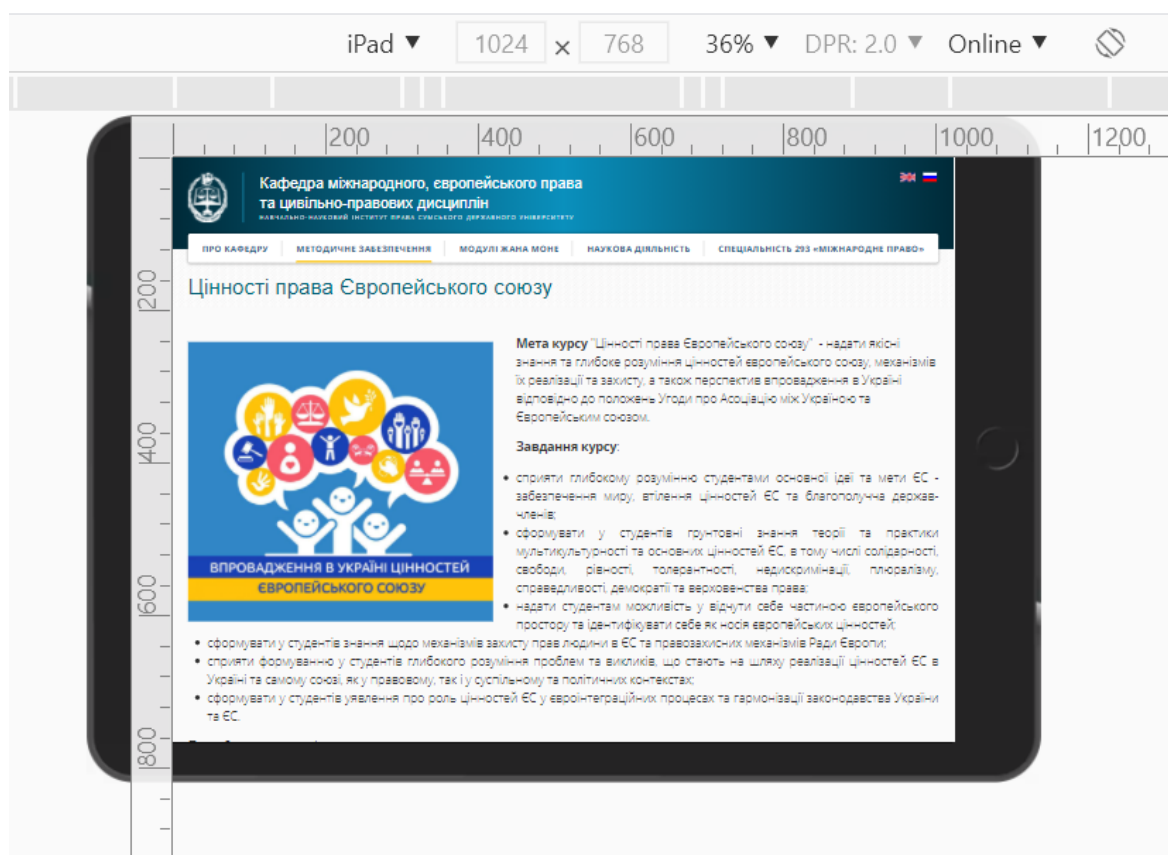 iPad ▼ 1024 × 768 36% ▼ DPR: 2.0 ▼ Online ▼
200 400 600 800 1000 1200
Кафедра міжнародного, європейського права
та цивільно-правових дисциплін
НАВЧАЛЬНО-НАУКОВИЙ ІНСТИТУТ ПРАВА СУМСЬКОГО ДЕРЖАВНОГО УНІВЕРСИТЕТУ
ПРО КАФЕДРУ МЕТОДИЧНЕ ЗАБЕЗПЕЧЕННЯ МОДУЛІ ЖАНА МОНЕ НАУКОВА ДІЯЛЬНІСТЬ СПЕЦІАЛЬНІСТЬ 293 «МІЖНАРОДНЕ ПРАВО»
200
Цінності права Європейського союзу
Мета курсу "Цінності права Європейського союзу" - надати якісні
знання та глибоке розуміння цінностей європейського союзу, механізмів
їх реалізації та захисту, а також перспектив впровадження в Україні
відповідно до положень Угоди про Асоціацію між Україною та
Європейським союзом.
400
Завдання курсу:
• сприяти глибокому розумінню студентами основної ідеї та мети ЄС -
забезпечення миру, втілення цінностей ЄС та благополучча держав-
членів;
• сформувати у студентів грунтовні знання теорії та практики
мультикультурності та основних цінностей ЄС, в тому числі солідарності,
свободи, рівності, толерантності, недискримінації, плюралізму,
справедливості, демократії та верховенства права;
ВПРОВАДЖЕННЯ В УКРАЇНІ ЦІННОСТЕЙ
ЄВРОПЕЙСЬКОГО СОЮЗУ
600
• надати студентам можливість у відчути себе частиною європейського
простору та ідентифікувати себе як носія європейських цінностей;
• сформувати у студентів знання щодо механізмів захисту прав людини в ЄС та правозахисних механізмів Ради Європи;
• сприяти формуванню у студентів глибокого розуміння проблем та викликів, що стають на шляху реалізації цінностей ЄС в
Україні та самому союзі, як у правовому, так і у суспільному та політичних контекстах;
• сформувати у студентів уявлення про роль цінностей ЄС у євроінтеграційних процесах та гармонізації законодавства України
та ЄС.
800